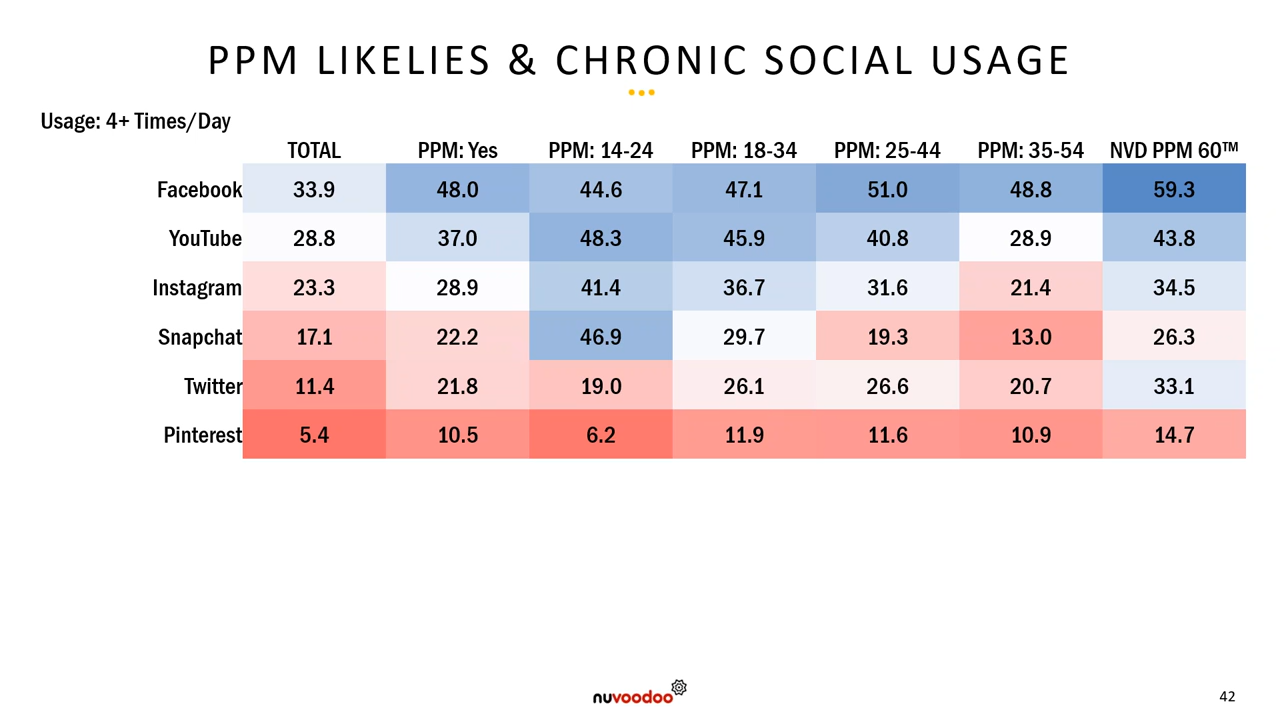 PPM LIKELIES & CHRONIC SOCIAL USAGE
Usage: 4+ Times/Day
TOTAL PPM: Yes PPM: 14-24 PPM: 18-34 PPM: 25-44 PPM: 35-54 NVD PPM 60™
Facebook 33.9 48.0 44.6 47.1 51.0 48.8 59.3
YouTube 28.8 37.0 48.3 45.9 40.8 28.9 43.8
Instagram 23.3 28.9 41.4 36.7 31.6 21.4 34.5
Snapchat 17.1 22.2 46.9 29.7 19.3 13.0 26.3
Twitter 11.4 21.8 19.0 26.1 26.6 20.7 33.1
Pinterest 5.4 10.5 6.2 11.9 11.6 10.9 14.7
nuvoodoo
42